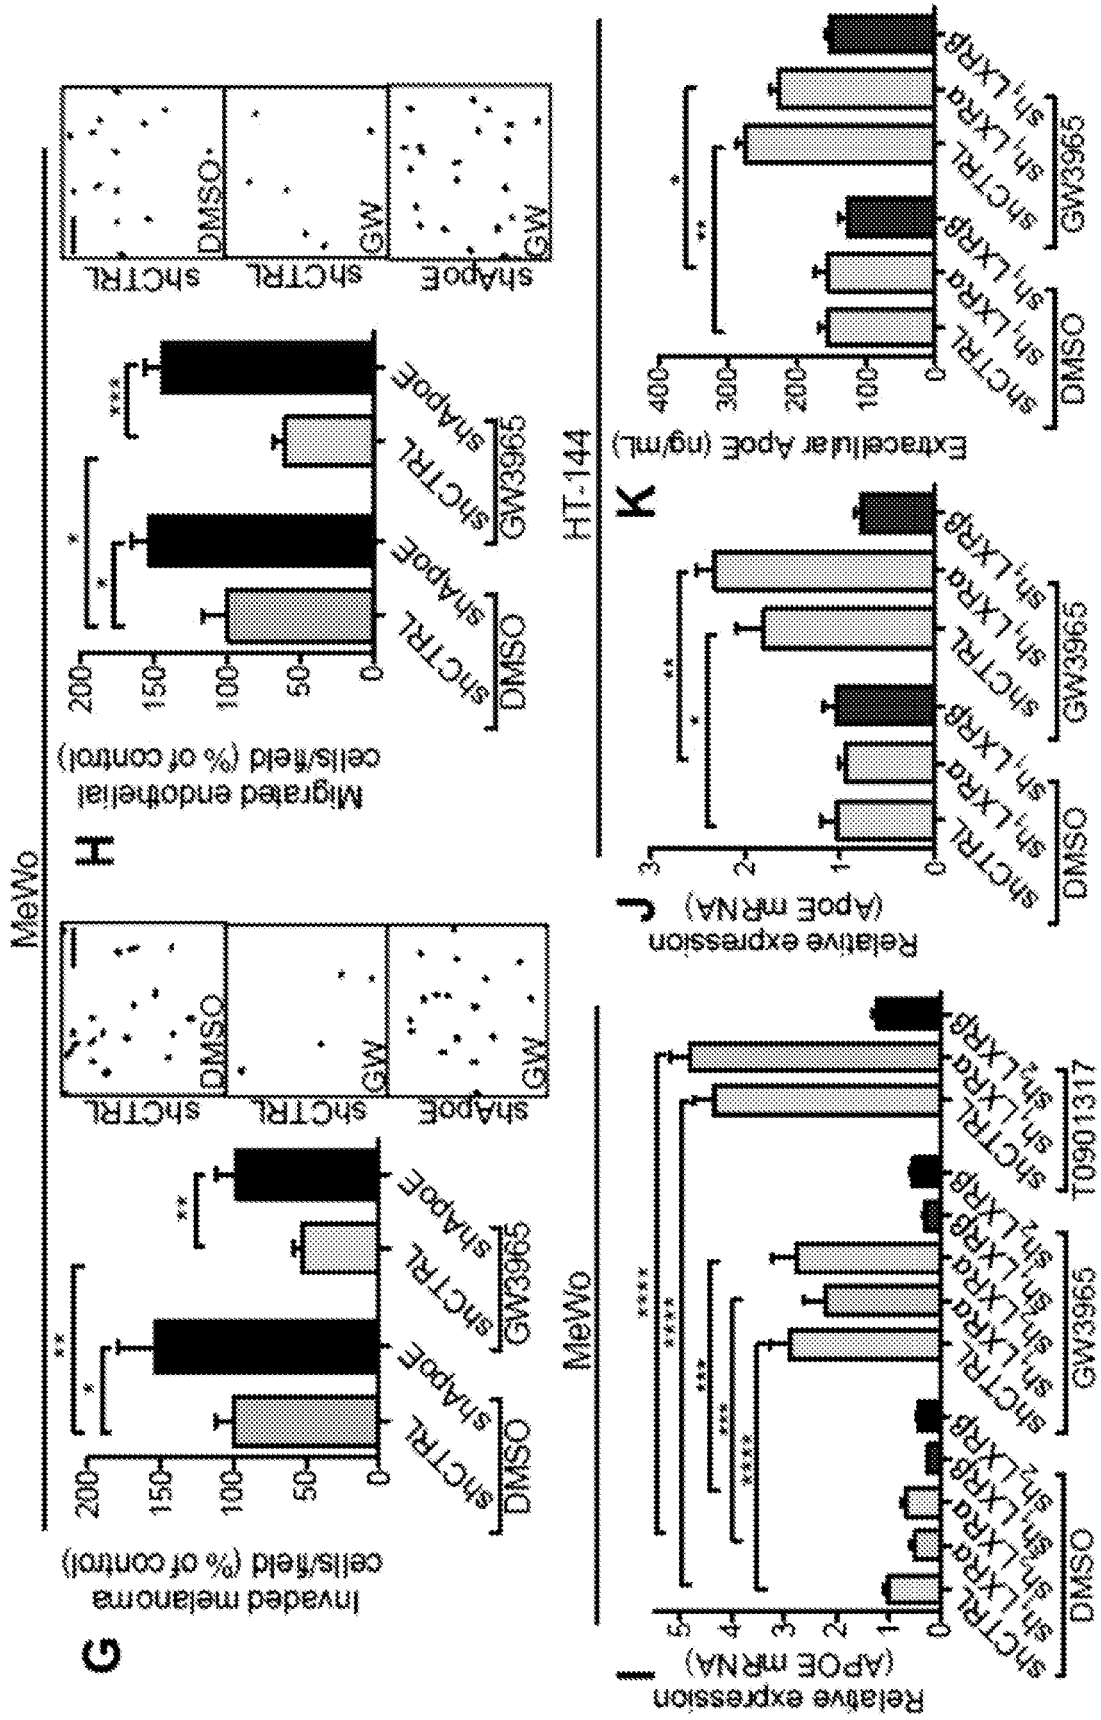 MeWo
G
Invaded melanoma
cells/field (% of control)
200
150
100
50
0
shCTRL
shApoE
shCTRL
shApoE
DMSO
GW3965
*
**
**
shCTRL
DMSO
shCTRL
GW
shApoE
GW
H
Migrated endothelial
cells/field (% of control)
200
150
100
50
0
shCTRL
shApoE
shCTRL
shApoE
DMSO
GW3965
*
*
***
shCTRL
DMSO
shCTRL
GW
shApoE
GW
MeWo
I
Relative expression
(APOE mRNA)
5
4
3
2
1
0
****
****
***
***
****
shCTRL
sh1LXRα
sh2LXRα
sh1LXRβ
sh2LXRβ
shCTRL
sh1LXRα
sh2LXRα
sh1LXRβ
sh2LXRβ
shCTRL
sh1LXRα
sh2LXRβ
DMSO
GW3965
T0901317
HT-144
J
Relative expression
(ApoE mRNA)
3
2
1
0
**
*
shCTRL
sh1LXRα
sh1LXRβ
shCTRL
sh1LXRα
sh1LXRβ
DMSO
GW3965
K
Extracellular ApoE (ng/mL)
400
300
200
100
0
*
**
shCTRL
sh1LXRα
sh1LXRβ
shCTRL
sh1LXRα
sh1LXRβ
DMSO
GW3965